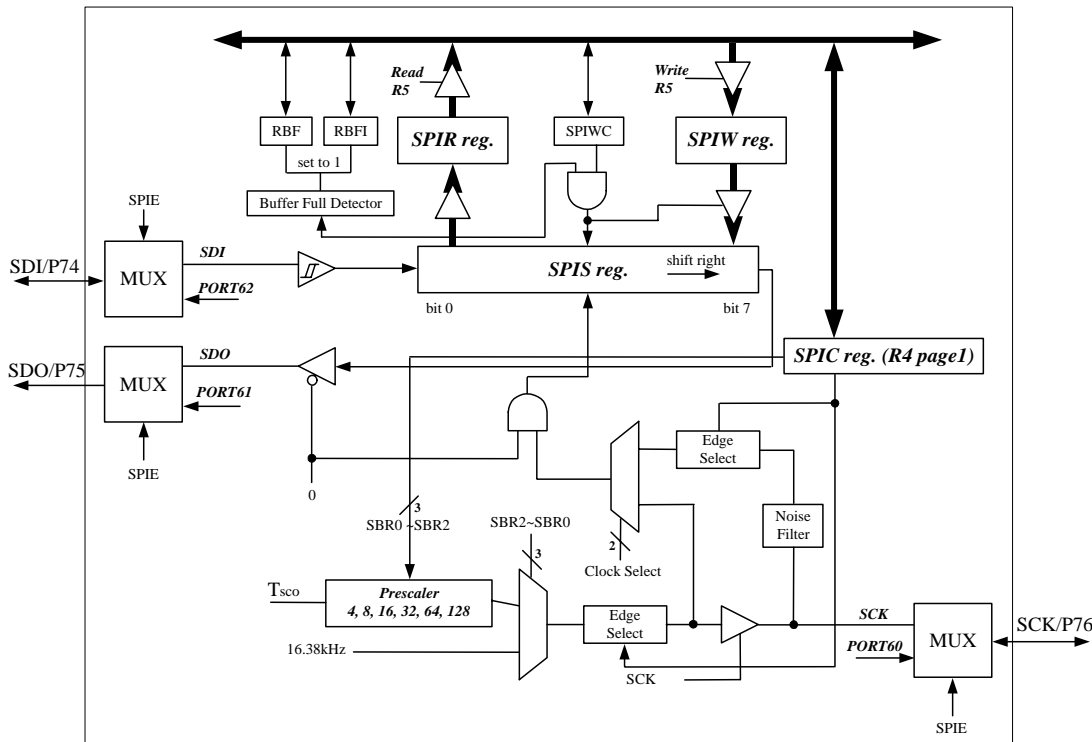 Read
R5
Write
R5
RBF
RBFI
SPIR reg.
SPIWC
SPIW reg.
set to 1
Buffer Full Detector
SPIE
SDI/P74
MUX
SDI
PORT62
SPIS reg.
shift right
bit 0
bit 7
SDO/P75
MUX
SDO
PORT61
SPIE
SPIC reg. (R4 page1)
Edge
Select
0
3
SBR0 ~SBR2
SBR2~SBR0
3
2
Clock Select
Noise
Filter
Tsco
Prescaler
4, 8, 16, 32, 64, 128
16.38kHz
Edge
Select
SCK
SCK
PORT60
MUX
SCK/P76
SPIE